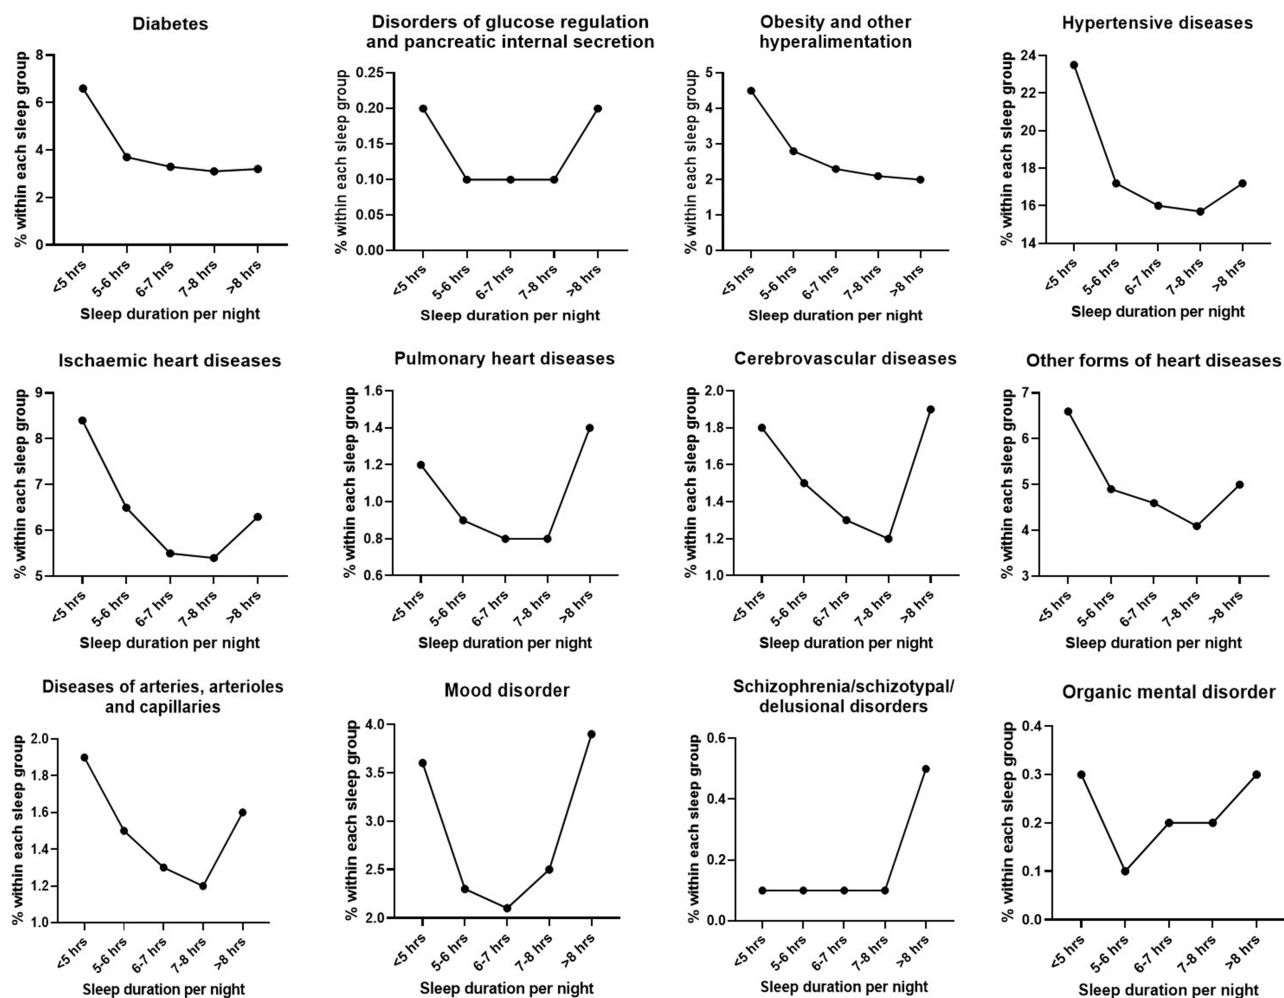 Diabetes
% within each sleep group
8
6
4
2
0
<5 hrs
5-6 hrs
6-7 hrs
7-8 hrs
>8 hrs
Sleep duration per night
Disorders of glucose regulation
and pancreatic internal secretion
% within each sleep group
0.25
0.20
0.15
0.10
0.05
0.00
<5 hrs
5-6 hrs
6-7 hrs
7-8 hrs
>8 hrs
Sleep duration per night
Obesity and other
hyperalimentation
% within each sleep group
5
4
3
2
1
0
<5 hrs
5-6 hrs
6-7 hrs
7-8 hrs
>8 hrs
Sleep duration per night
Hypertensive diseases
% within each sleep group
24
22
20
18
16
14
<5 hrs
5-6 hrs
6-7 hrs
7-8 hrs
>8 hrs
Sleep duration per night
Ischaemic heart diseases
% within each sleep group
9
8
7
6
5
<5 hrs
5-6 hrs
6-7 hrs
7-8 hrs
>8 hrs
Sleep duration per night
Pulmonary heart diseases
% within each sleep group
1.6
1.4
1.2
1.0
0.8
0.6
<5 hrs
5-6 hrs
6-7 hrs
7-8 hrs
>8 hrs
Sleep duration per night
Cerebrovascular diseases
% within each sleep group
2.0
1.8
1.6
1.4
1.2
1.0
<5 hrs
5-6 hrs
6-7 hrs
7-8 hrs
>8 hrs
Sleep duration per night
Other forms of heart diseases
% within each sleep group
7
6
5
4
3
<5 hrs
5-6 hrs
6-7 hrs
7-8 hrs
>8 hrs
Sleep duration per night
Diseases of arteries, arterioles
and capillaries
% within each sleep group
2.0
1.8
1.6
1.4
1.2
1.0
<5 hrs
5-6 hrs
6-7 hrs
7-8 hrs
>8 hrs
Sleep duration per night
Mood disorder
% within each sleep group
4.0
3.5
3.0
2.5
2.0
<5 hrs
5-6 hrs
6-7 hrs
7-8 hrs
>8 hrs
Sleep duration per night
Schizophrenia/schizotypal/
delusional disorders
% within each sleep group
0.6
0.4
0.2
0.0
<5 hrs
5-6 hrs
6-7 hrs
7-8 hrs
>8 hrs
Sleep duration per night
Organic mental disorder
% within each sleep group
0.4
0.3
0.2
0.1
0.0
<5 hrs
5-6 hrs
6-7 hrs
7-8 hrs
>8 hrs
Sleep duration per night